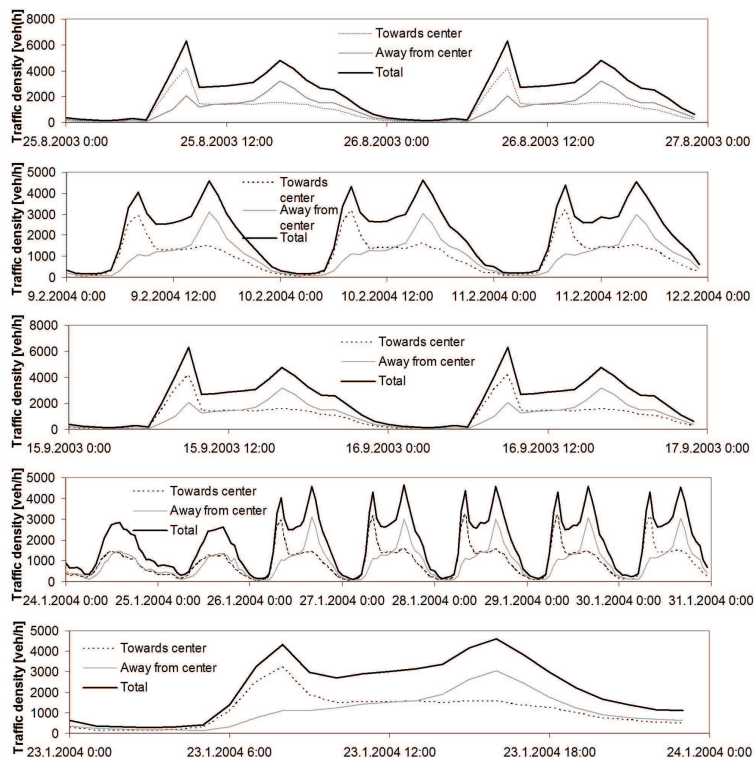 Traffic density [veh(h]
8000
6000
4000
2000
0
Towards center
Away from center
Total
25.8.2003 0:00
25.8.2003 12:00
26.8.2003 0:00
26.8.2003 12:00
27.8.2003 0:00
Traffic density [veh/h]
5000
4000
3000
2000
1000
0
Towards
center
Away from
center
Total
9.2.2004 0:00
9.2.2004 12:00
10.2.2004 0:00
10.2.2004 12:00
11.2.2004 0:00
11.2.2004 12:00
12.2.2004 0:00
Traffic density [veh/h]
8000
6000
4000
2000
0
Towards center
Away from center
Total
15.9.2003 0:00
15.9.2003 12:00
16.9.2003 0:00
16.9.2003 12:00
17.9.2003 0:00
Traffic density [veh/h]
5000
4000
3000
2000
1000
0
Towards center
Away from center
Total
24.1.2004 0:00
25.1.2004 0:00
26.1.2004 0:00
27.1.2004 0:00
28.1.2004 0:00
29.1.2004 0:00
30.1.2004 0:00
31.1.2004 0:00
Traffic density [veh/h]
5000
4000
3000
2000
1000
0
Towards center
Away from center
Total
23.1.2004 0:00
23.1.2004 6:00
23.1.2004 12:00
23.1.2004 18:00
24.1.2004 0:00